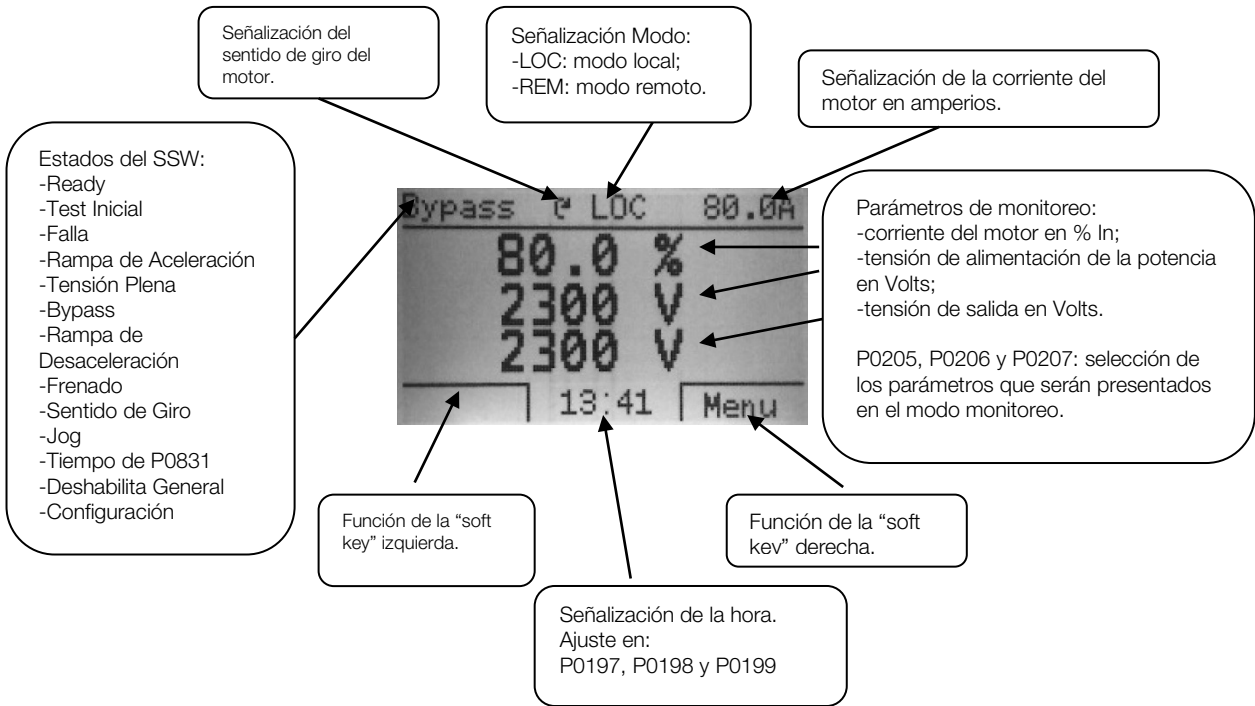 Señalización del
sentido de giro del
motor.
Señalización Modo:
-LOC: modo local;
-REM: modo remoto.
Señalización de la corriente del
motor en amperios.
Estados del SSW:
-Ready
-Test Inicial
-Falla
-Rampa de Aceleración
-Tensión Plena
-Bypass
-Rampa de
Desaceleración
-Frenado
-Sentido de Giro
-Jog
-Tiempo de P0831
-Deshabilita General
-Configuración
Bypass LOC 80.0A
80.0 %
2300 V
2300 V
13:41 Menu
Parámetros de monitoreo:
-corriente del motor en % In;
-tensión de alimentación de la potencia
en Volts;
-tensión de salida en Volts.
P0205, P0206 y P0207: selección de
los parámetros que serán presentados
en el modo monitoreo.
Función de la “soft
key” izquierda.
Función de la “soft
key” derecha.
Señalización de la hora.
Ajuste en:
P0197, P0198 y P0199